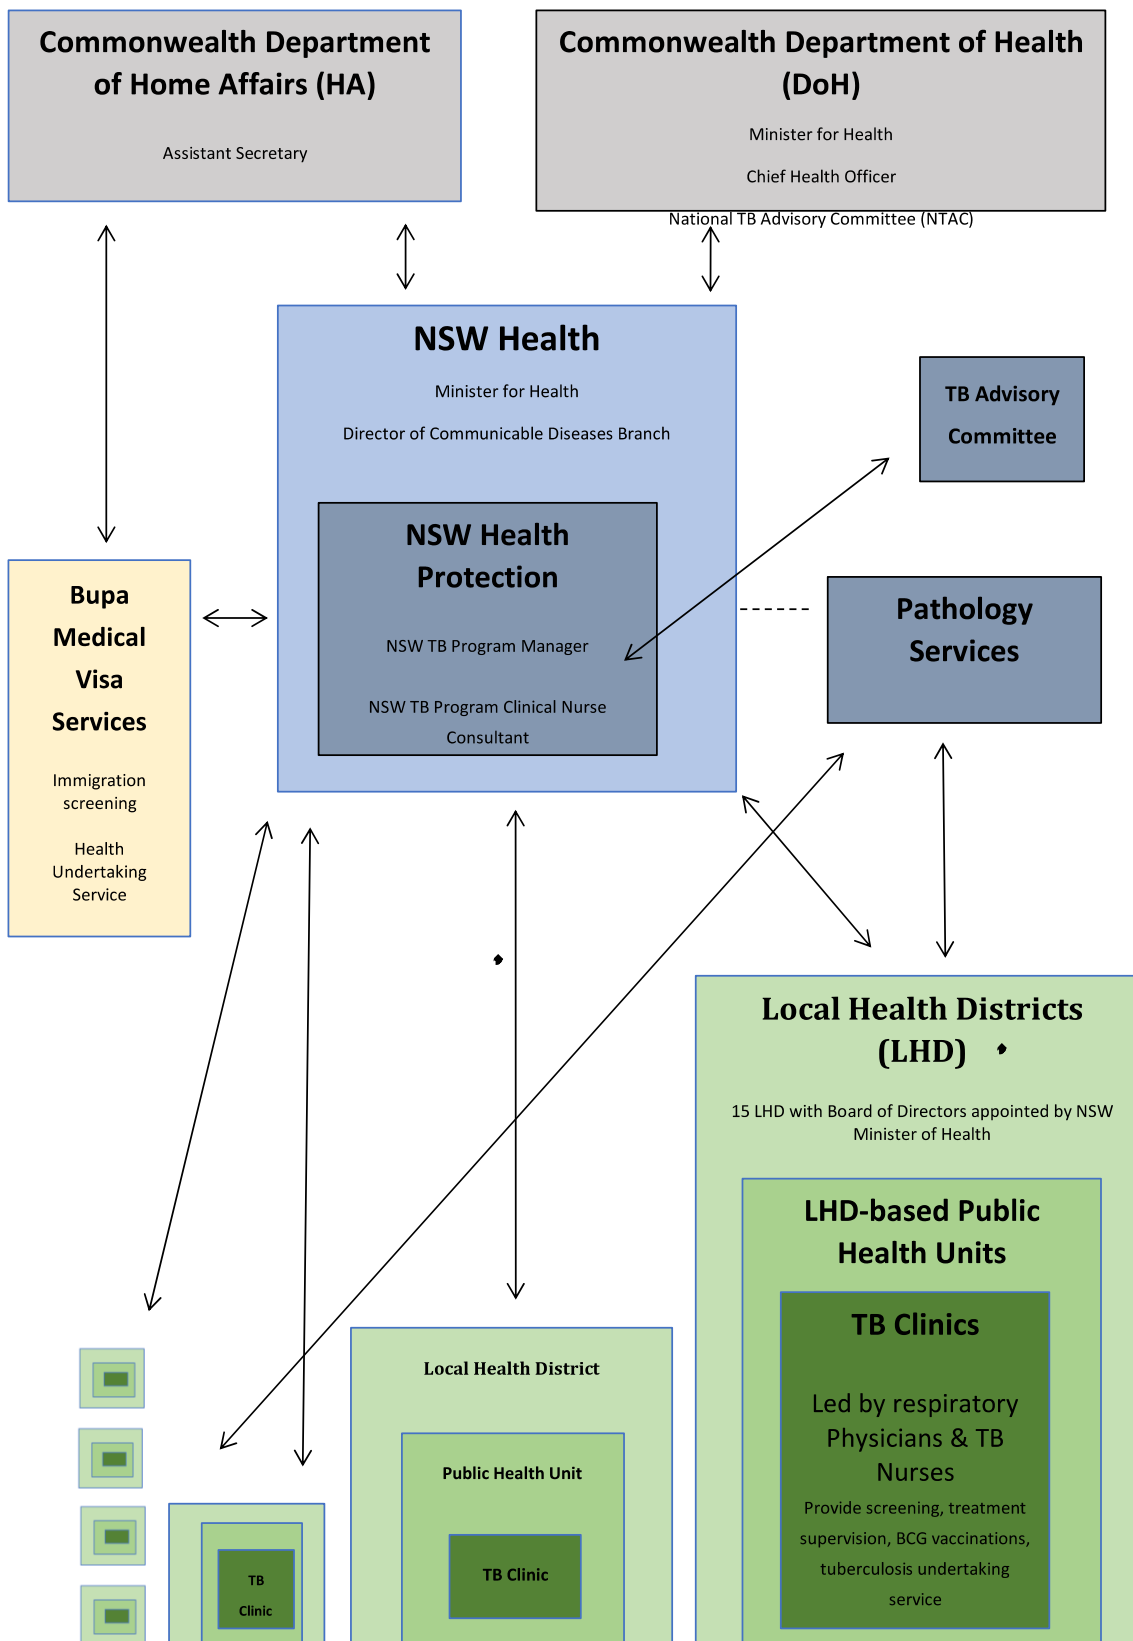 Commonwealth Department
of Home Affairs (HA)
Assistant Secretary
Commonwealth Department of Health
(DoH)
Minister for Health
Chief Health Officer
National TB Advisory Committee (NTAC)
NSW Health
Minister for Health
Director of Communicable Diseases Branch
NSW Health
Protection
NSW TB Program Manager
NSW TB Program Clinical Nurse
Consultant
TB Advisory
Committee
Bupa
Medical
Visa
Services
Immigration
screening
Health
Undertaking
Service
Pathology
Services
Local Health Districts
(LHD)
15 LHD with Board of Directors appointed by NSW
Minister of Health
LHD-based Public
Health Units
TB Clinics
Led by respiratory
Physicians & TB
Nurses
Provide screening, treatment
supervision, BCG vaccinations,
tuberculosis undertaking
service
Local Health District
Public Health Unit
TB Clinic
TB
Clinic